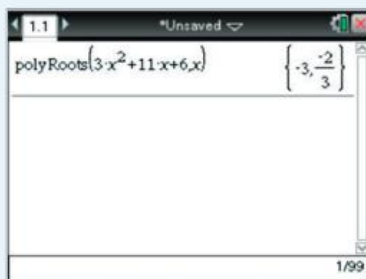 1.1 *Unsaved
polyRoots(3·x²+11·x+6,x) {-3, -2/3}
1/99